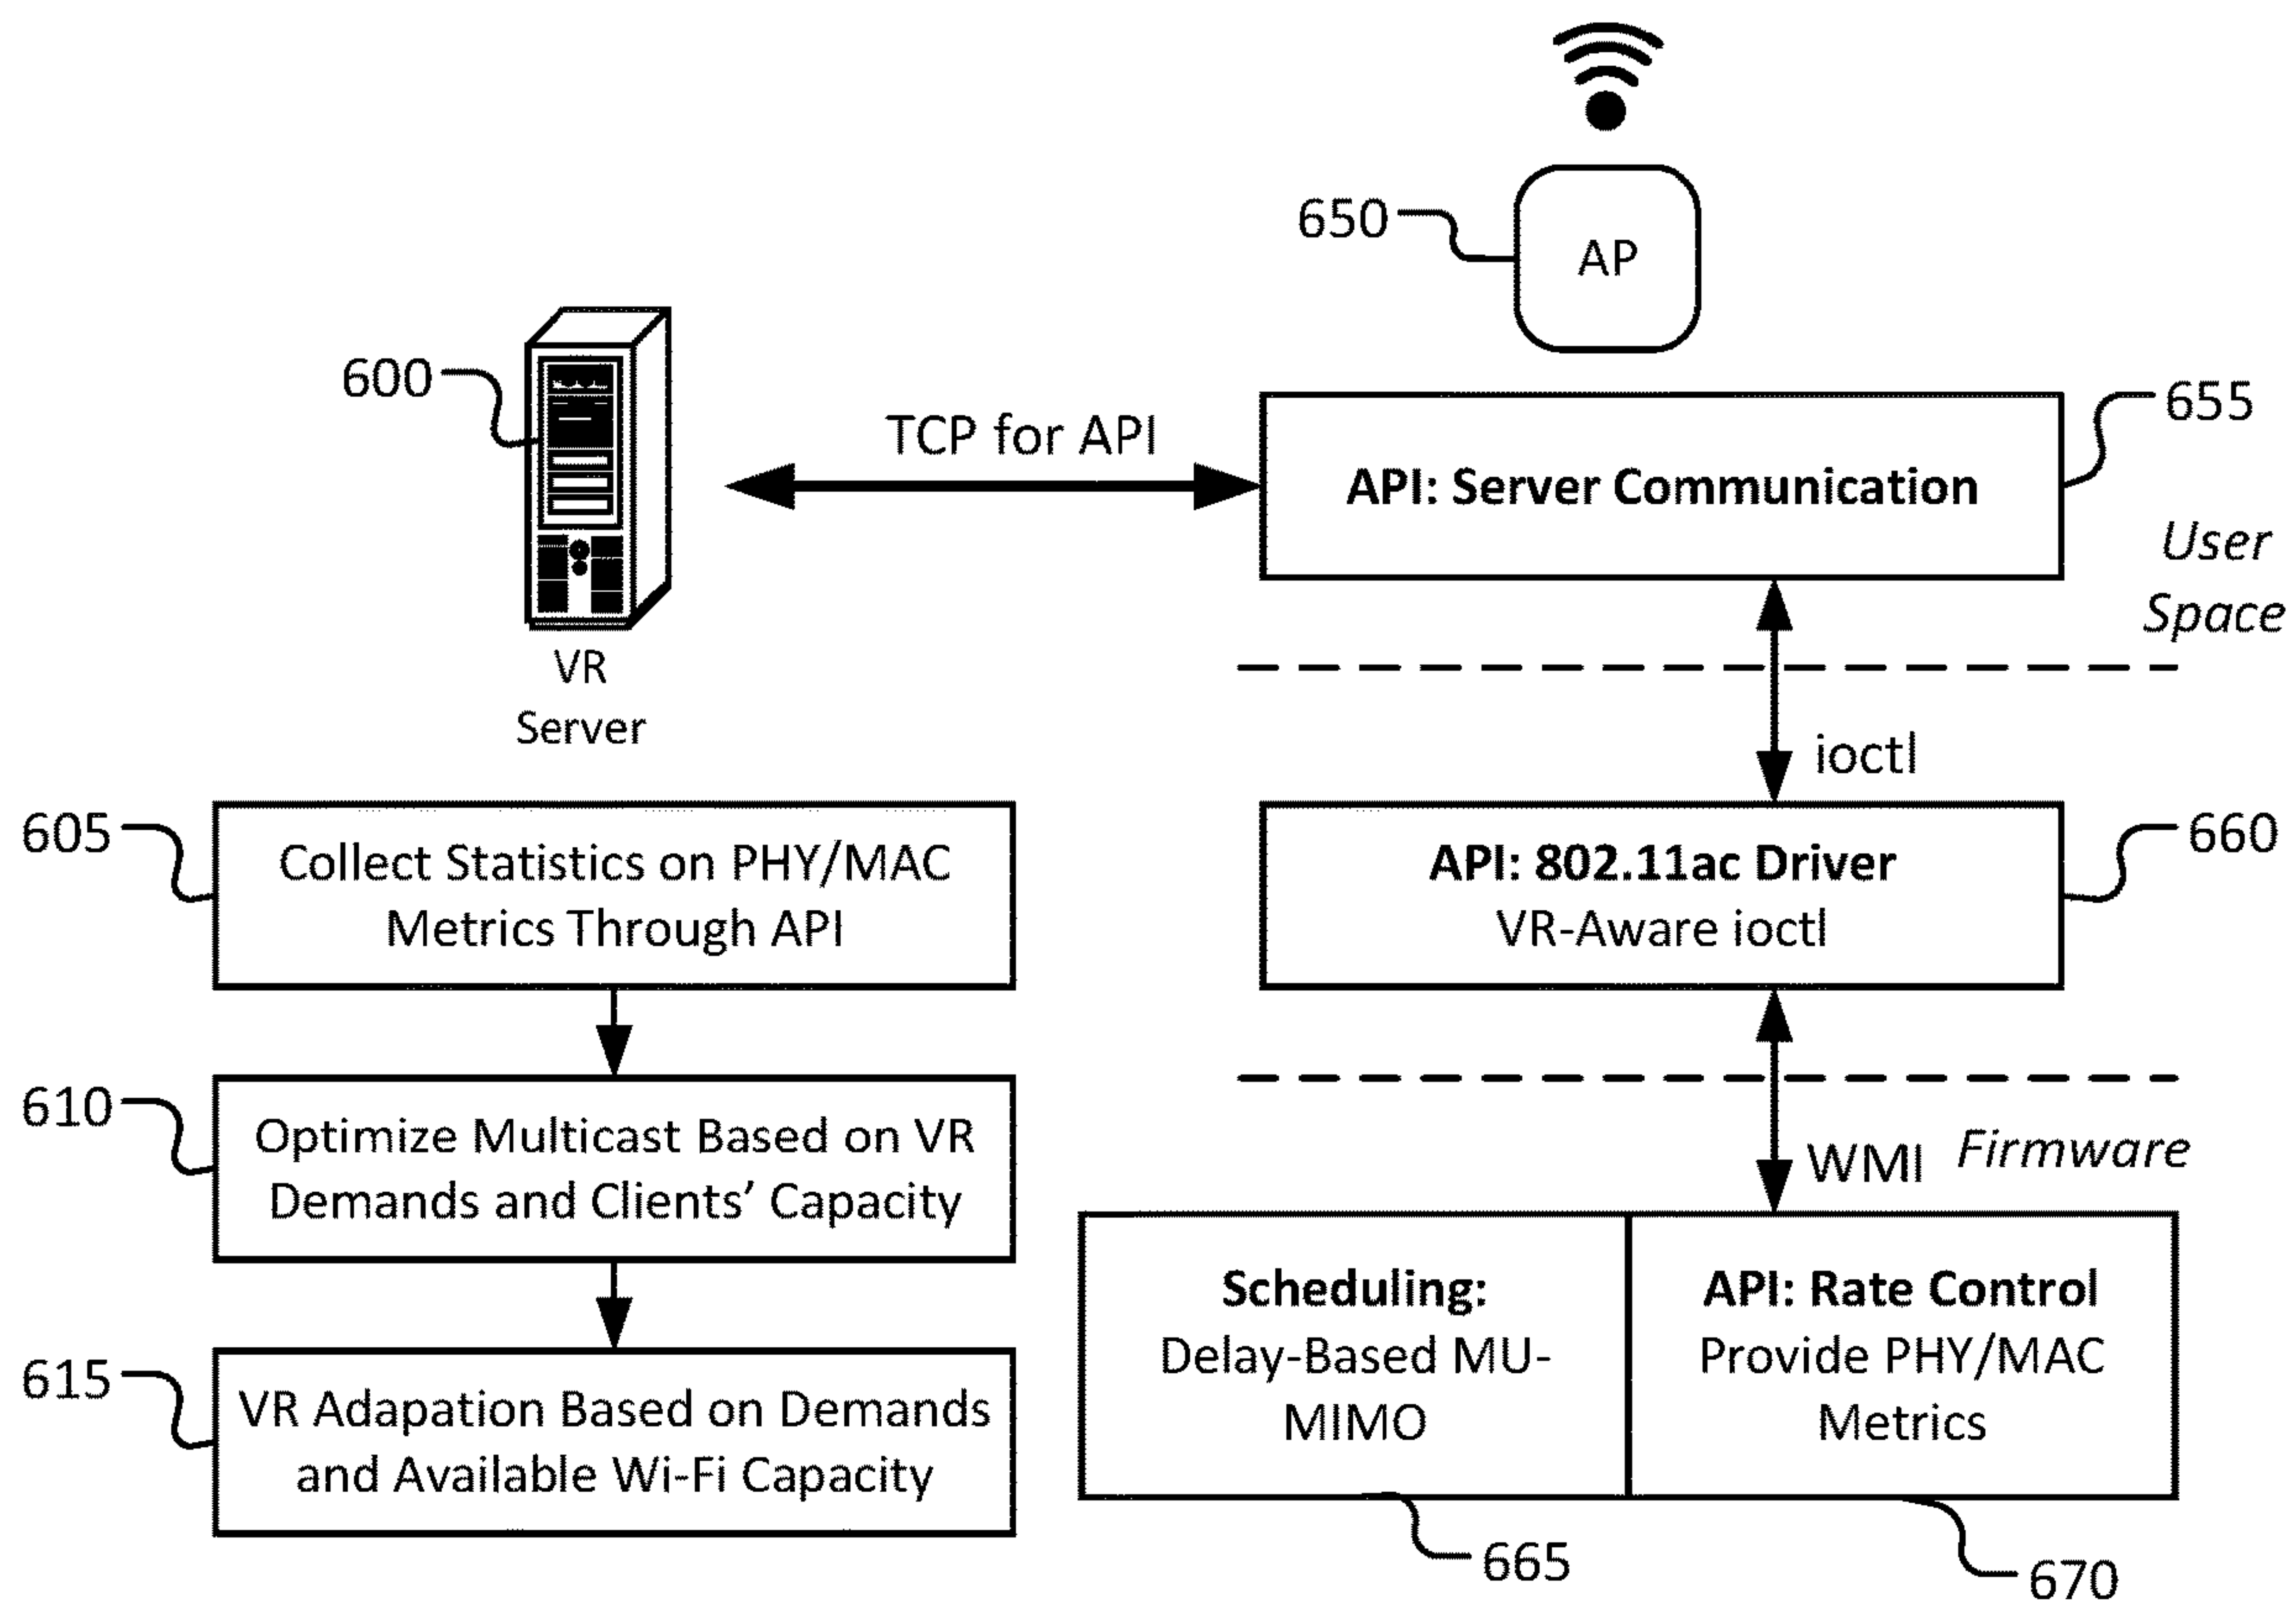 650
AP
600
TCP for API
655
API: Server Communication
User
Space
VR
Server
ioctl
605
Collect Statistics on PHY/MAC
Metrics Through API
660
API: 802.11ac Driver
VR-Aware ioctl
610
Optimize Multicast Based on VR
Demands and Clients’ Capacity
WMI
Firmware
615
VR Adapation Based on Demands
and Available Wi-Fi Capacity
Scheduling:
Delay-Based MU-
MIMO
API: Rate Control
Provide PHY/MAC
Metrics
665
670